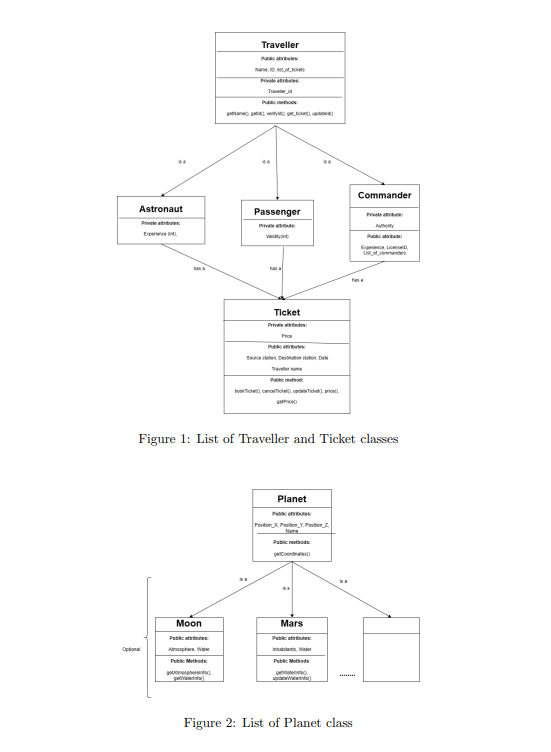 Traveller
Public attributes:
Name, ID, list_of_tickets
Private attributes:
Traveller_id
Public methods:
getName(), getId(), verifyId(), get_ticket(), updateId()
is a
is a
is a
Astronaut
Private attributes:
Experience (int),
Passenger
Private attribute:
Validity(int)
Commander
Private attribute:
Authority
Public attribute:
Experience, LicenseID,
List_of_commanders
has a
has a
has a
Ticket
Private attributes:
Price
Public attributes:
Source station, Destination station, Date
Traveller name
Public method:
bookTicket(), cancelTicket(), updateTicket(), price(),
getPrice()
Figure 1: List of Traveller and Ticket classes
Planet
Public attributes:
Position_X, Position_Y, Position_Z,
Name
Public methods:
getCoordinates()
is a
is a
is a
Optional
Moon
Public attributes:
Atmosphere, Water
Public Methods:
getAtmosphereInfo(),
getWaterInfo()
Mars
Public attributes:
Inhabitants, Water
Public Methods:
getWaterInfo(),
updateWaterInfo()
........
Figure 2: List of Planet class